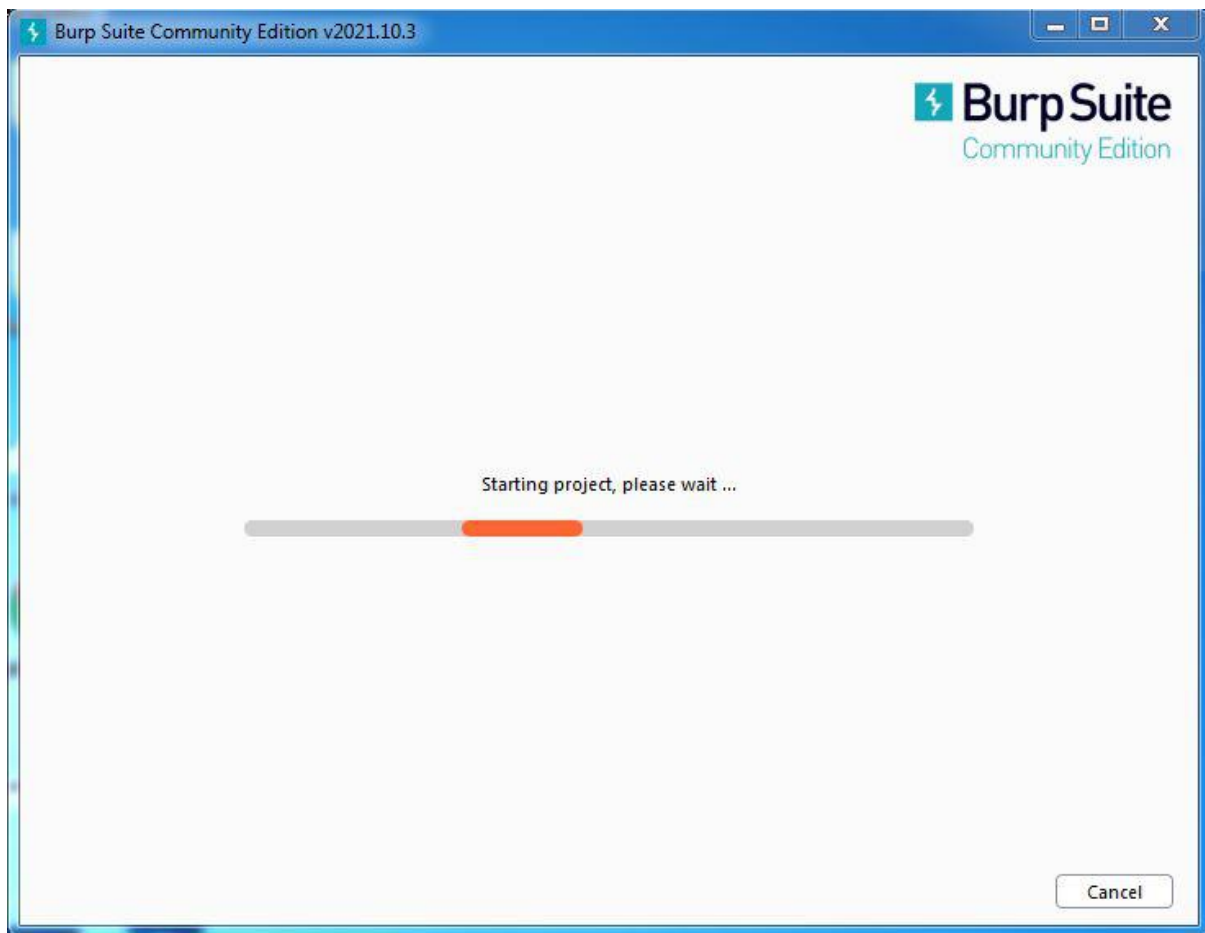 Burp Suite Community Edition v2021.10.3
Burp Suite
Community Edition
Starting project, please wait ...
Cancel